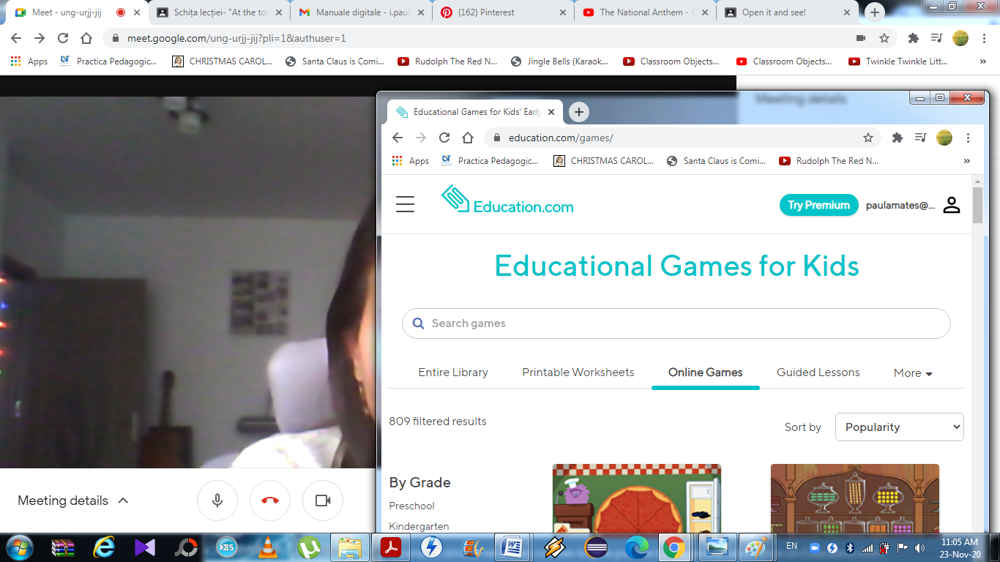 Meet - ung-urjj-jij
Schița lecției- "At the toy
Manuale digitale - i.paul
(162) Pinterest
The National Anthem - G
Open it and see!
meet.google.com/ung-urjj-jij?pli=1&authuser=1
Apps
Practica Pedagogic...
CHRISTMAS CAROL...
Santa Claus is Comi...
Rudolph The Red N...
Jingle Bells (Karaok...
Classroom Objects...
Classroom Objects...
Twinkle Twinkle Litt...
Meeting details
Educational Games for Kids' Early
education.com/games/
Apps
Practica Pedagogic...
CHRISTMAS CAROL...
Santa Claus is Comi...
Rudolph The Red N...
Education.com
Try Premium
paulamates@...
Educational Games for Kids
Search games
Entire Library
Printable Worksheets
Online Games
Guided Lessons
More
809 filtered results
Sort by
Popularity
By Grade
Preschool
Kindergarten
Meeting details
EN
11:05 AM
23-Nov-20